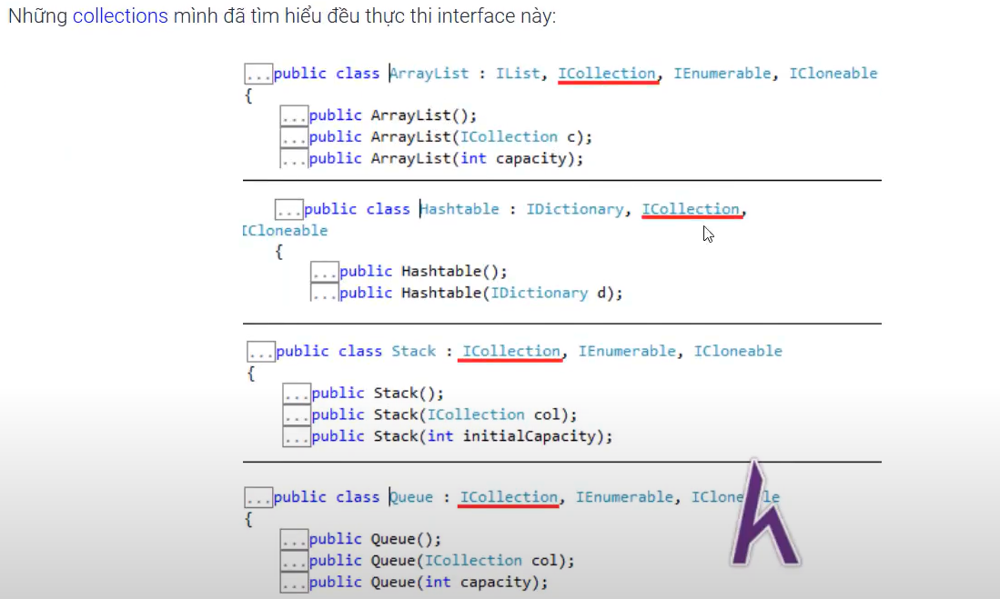 Những collections mình đã tìm hiểu đều thực thi interface này:
...public class ArrayList : IList, ICollection, IEnumerable, ICloneable
{
...public ArrayList();
...public ArrayList(ICollection c);
...public ArrayList(int capacity);
...public class Hashtable : IDictionary, ICollection,
ICloneable
{
...public Hashtable();
...public Hashtable(IDictionary d);
...public class Stack : ICollection, IEnumerable, ICloneable
{
...public Stack();
...public Stack(ICollection col);
...public Stack(int initialCapacity);
...public class Queue : ICollection, IEnumerable, ICloneable
{
...public Queue();
...public Queue(ICollection col);
...public Queue(int capacity);